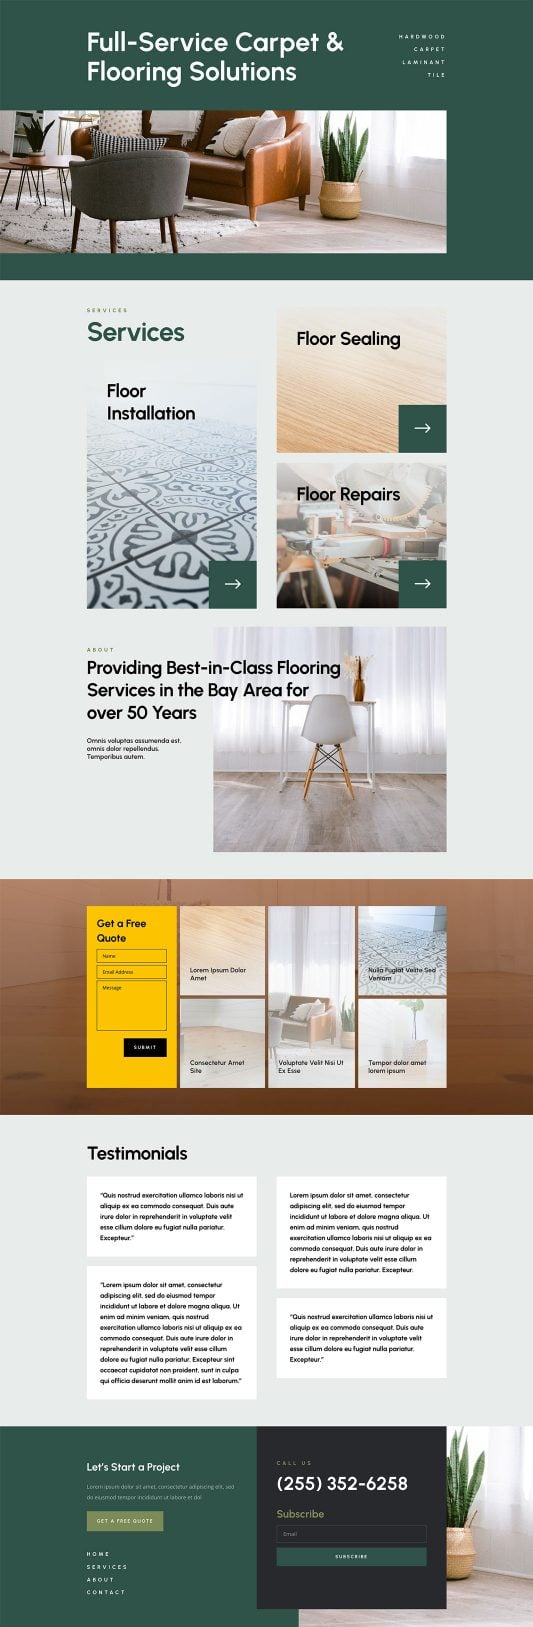 Full-Service Carpet &
Flooring Solutions
HARDWOOD
CARPET
LAMINANT
TILE
SERVICES
Services
Floor
Installation
Floor Sealing
Floor Repairs
ABOUT
Providing Best-in-Class Flooring
Services in the Bay Area for
over 50 Years
Omnis voluptas assumenda est,
omnis dolor repellendus.
Temporibus autem.
Get a Free
Quote
Name
Email Address
Message
SUBMIT
Lorem Ipsum Dolor
Amet
Consectetur Amet
Site
Voluptate Velit Nisi Ut
Ex Esse
Nulla Fugiat Velite Sed
Veniam
Tempor dolor amet
lorem ipsum
Testimonials
"Quis nostrud exercitation ullamco laboris nisi ut
aliquip ex ea commodo consequat. Duis aute
irure dolor in reprehenderit in voluptate velit
esse cillum dolore eu fugiat nulla pariatur.
Excepteur."
"Lorem ipsum dolor sit amet, consectetur
adipiscing elit, sed do eiusmod tempor
incididunt ut labore et dolore magna aliqua. Ut
enim ad minim veniam, quis nostrud
exercitation ullamco laboris nisi ut aliquip ex ea
commodo consequat. Duis aute irure dolor in
reprehenderit in voluptate velit esse cillum
dolore eu fugiat nulla pariatur. Excepteur sint
occaecat cupidatat non proident, sunt in culpa
qui officia deserunt mollit anim id est laborum."
Lorem ipsum dolor sit amet, consectetur
adipiscing elit, sed do eiusmod tempor
incididunt ut labore et dolore magna aliqua. Ut
enim ad minim veniam, quis nostrud
exercitation ullamco laboris nisi ut aliquip ex ea
commodo consequat. Duis aute irure dolor in
reprehenderit in voluptate velit esse cillum
dolore eu fugiat nulla pariatur. Excepteur.
"Quis nostrud exercitation ullamco laboris nisi ut
aliquip ex ea commodo consequat. Duis aute
irure dolor in reprehenderit in voluptate velit
esse cillum dolore eu fugiat nulla pariatur.
Excepteur."
Let's Start a Project
Lorem ipsum dolor sit amet, consectetur adipiscing elit, sed
do eiusmod tempor incididunt ut labore et dol
GET A FREE QUOTE
HOME
SERVICES
ABOUT
CONTACT
CALL US
(255) 352-6258
Subscribe
Email
SUBSCRIBE